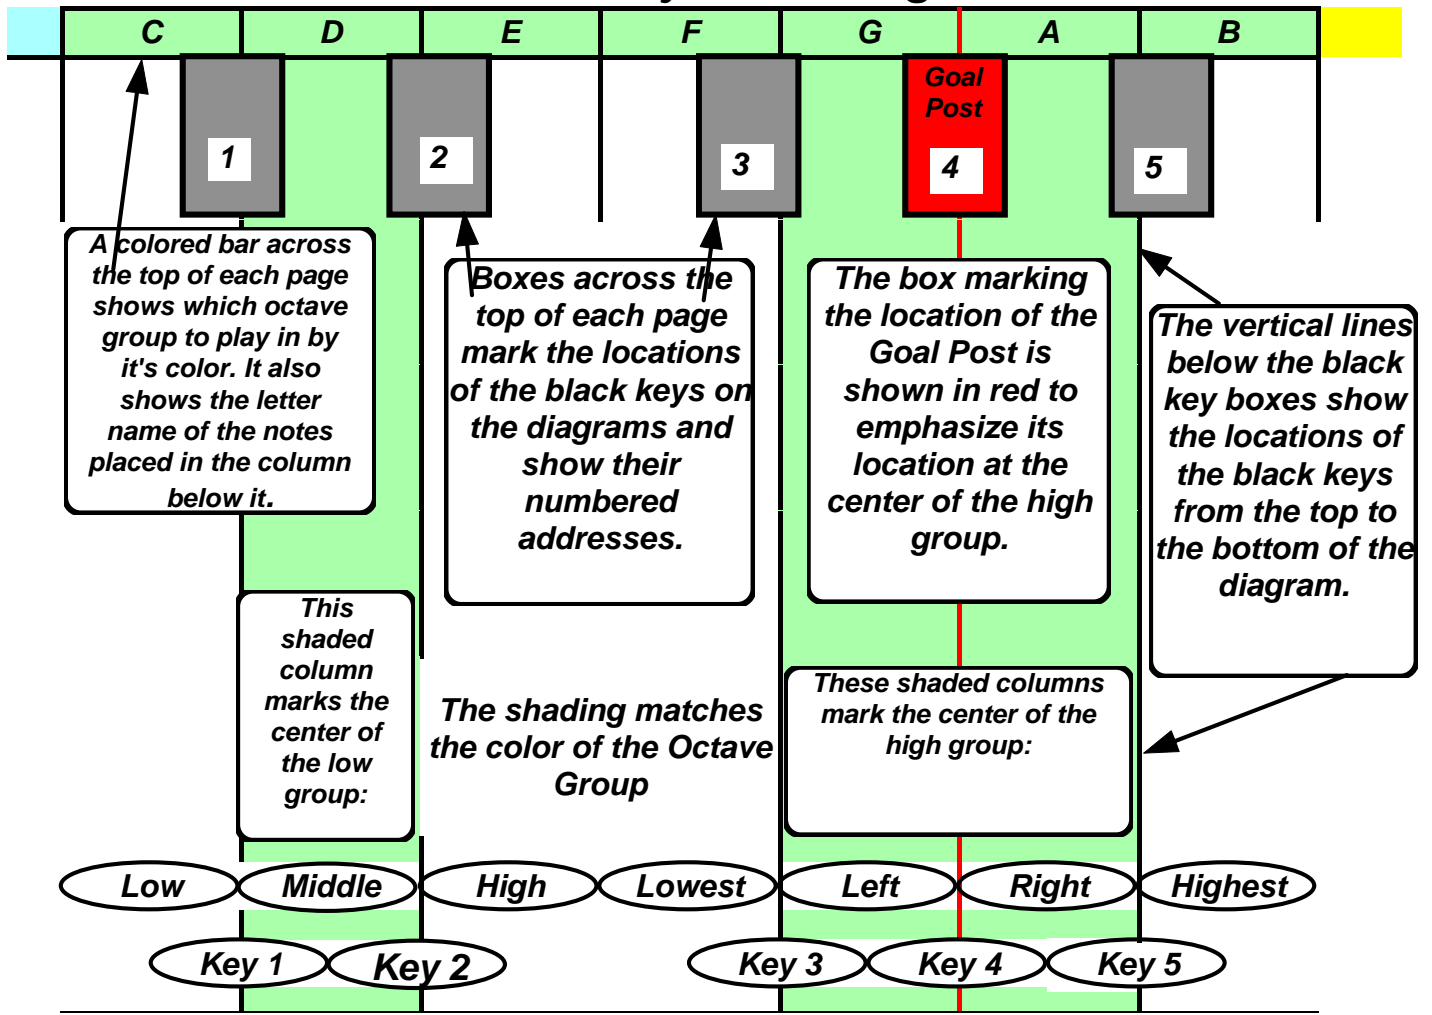 C D E F G A B
Goal
Post
1 2 3 4 5
A colored bar across
the top of each page
shows which octave
group to play in by
it's color. It also
shows the letter
name of the notes
placed in the column
below it.
Boxes across the
top of each page
mark the locations
of the black keys on
the diagrams and
show their
numbered
addresses.
The box marking
the location of the
Goal Post is
shown in red to
emphasize its
location at the
center of the high
group.
The vertical lines
below the black
key boxes show
the locations of
the black keys
from the top to
the bottom of the
diagram.
This
shaded
column
marks the
center of
the low
group:
The shading matches
the color of the Octave
Group
These shaded columns
mark the center of the
high group:
Low Middle High Lowest Left Right Highest
Key 1 Key 2 Key 3 Key 4 Key 5